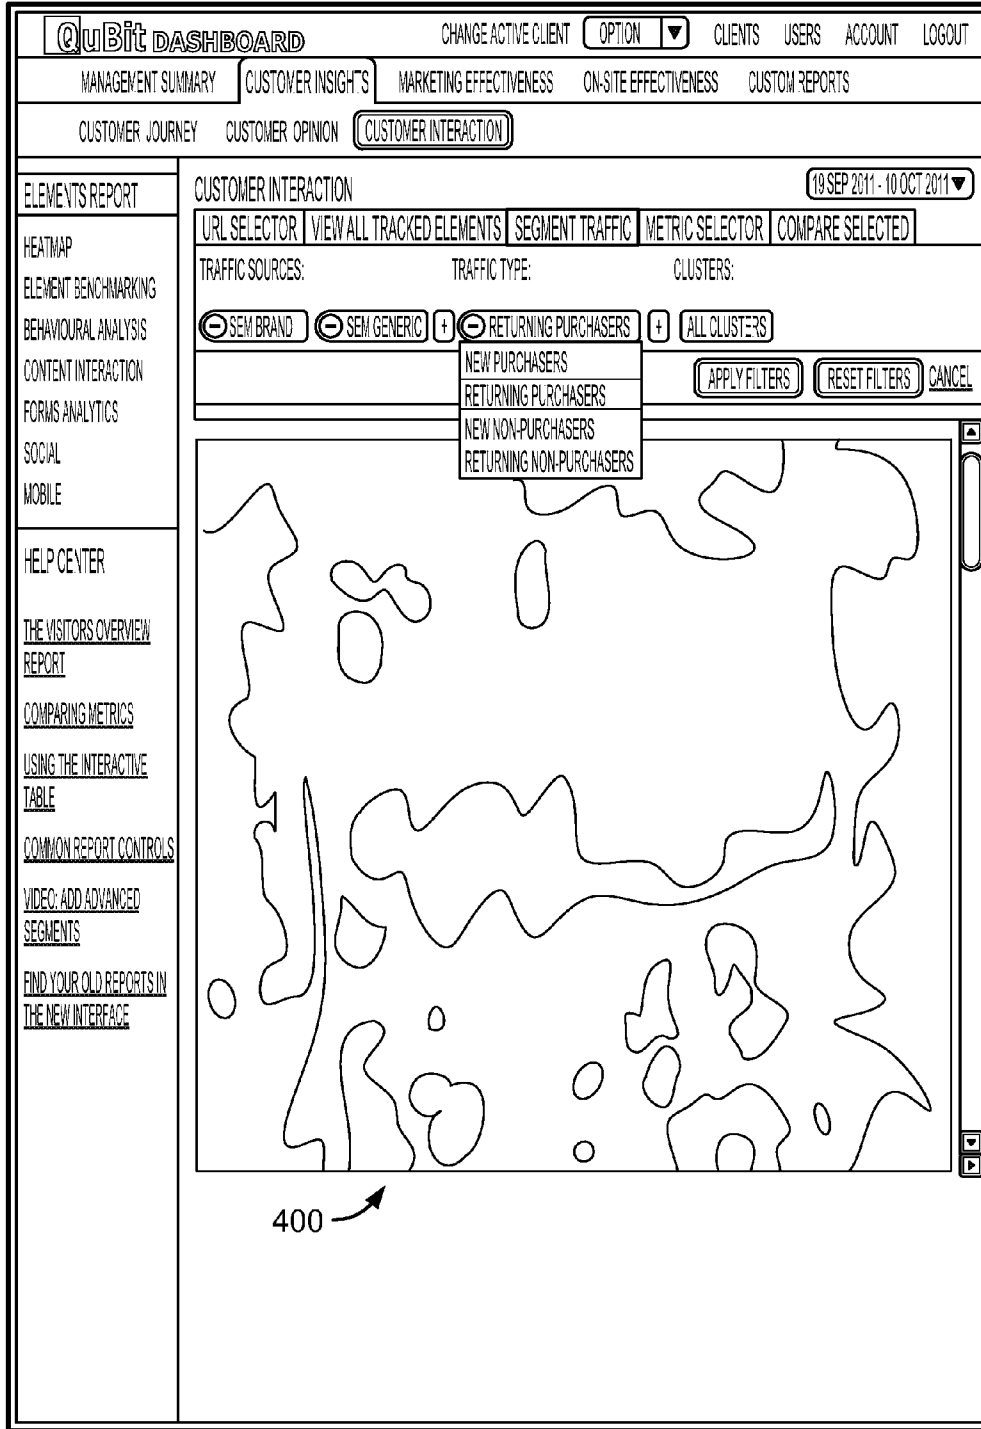 QuBit DASHBOARD CHANGE ACTIVE CLIENT OPTION CLIENTS USERS ACCOUNT LOGOUT
MANAGEMENT SUMMARY CUSTOMER INSIGHTS MARKETING EFFECTIVENESS ON-SITE EFFECTIVENESS CUSTOM REPORTS
CUSTOMER JOURNEY CUSTOMER OPINION CUSTOMER INTERACTION
ELEMENTS REPORT
HEATMAP
ELEMENT BENCHMARKING
BEHAVIOURAL ANALYSIS
CONTENT INTERACTION
FORMS ANALYTICS
SOCIAL
MOBILE
HELP CENTER
THE VISITORS OVERVIEW
REPORT
COMPARING METRICS
USING THE INTERACTIVE
TABLE
COMMON REPORT CONTROLS
VIDEO: ADD ADVANCED
SEGMENTS
FIND YOUR OLD REPORTS IN
THE NEW INTERFACE
CUSTOMER INTERACTION 19 SEP 2011 - 10 OCT 2011
URL SELECTOR VIEW ALL TRACKED ELEMENTS SEGMENT TRAFFIC METRIC SELECTOR COMPARE SELECTED
TRAFFIC SOURCES: TRAFFIC TYPE: CLUSTERS:
- SEM BRAND - SEM GENERIC + - RETURNING PURCHASERS + ALL CLUSTERS
NEW PURCHASERS
RETURNING PURCHASERS
NEW NON-PURCHASERS
RETURNING NON-PURCHASERS
APPLY FILTERS RESET FILTERS CANCEL
400